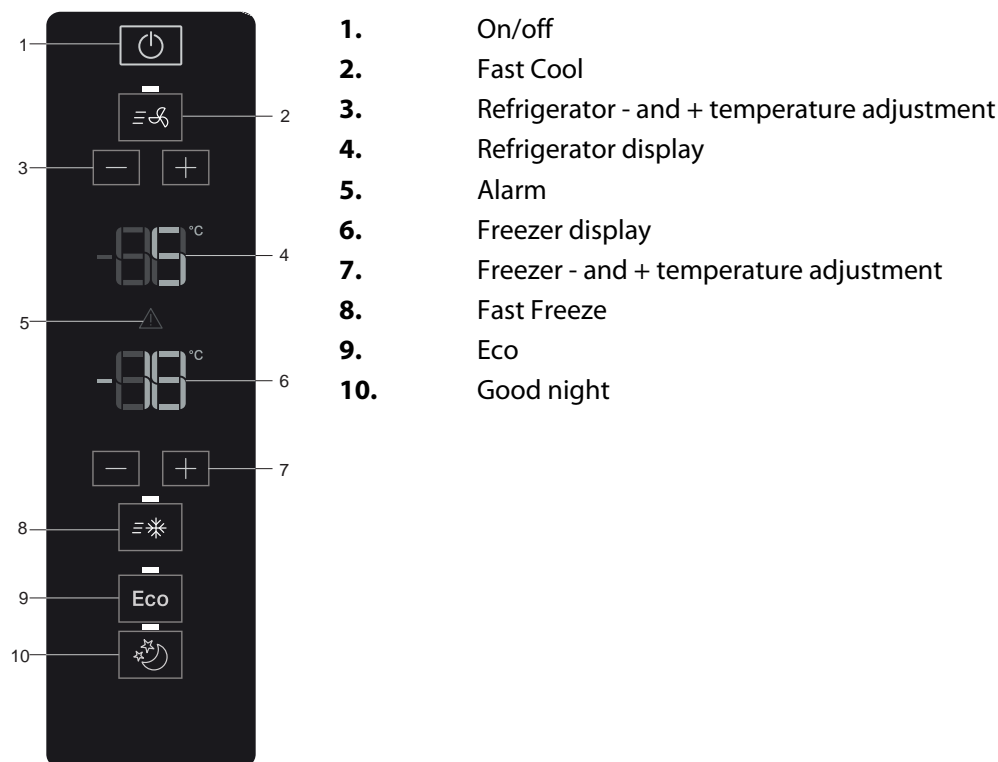 1
2
3
4
5
6
7
8
9
10
°C
5
°C
-18
Eco
1. On/off
2. Fast Cool
3. Refrigerator - and + temperature adjustment
4. Refrigerator display
5. Alarm
6. Freezer display
7. Freezer - and + temperature adjustment
8. Fast Freeze
9. Eco
10. Good night